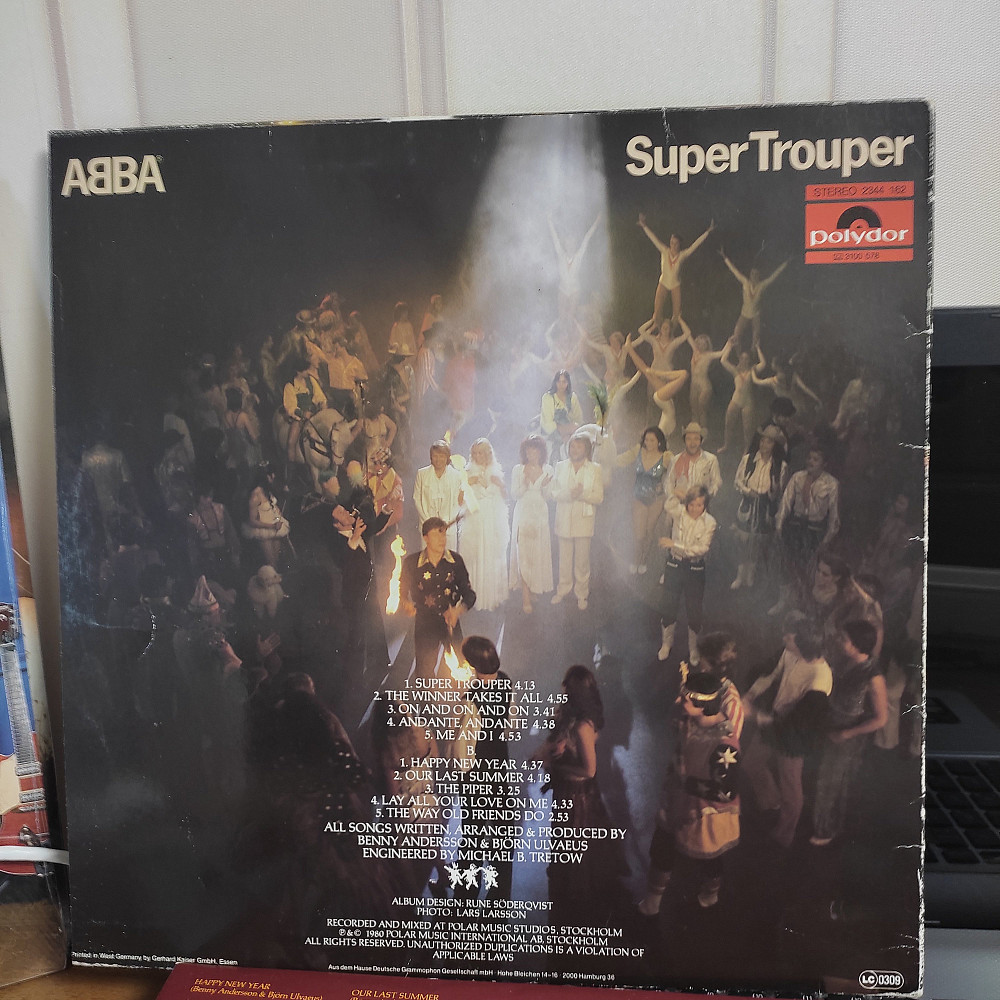 ABBA
Super Trouper
STEREO 2344 162
polydor
1. SUPER TROUPER 4.13
2. THE WINNER TAKES IT ALL 4.55
3. ON AND ON AND ON 3.41
4. ANDANTE, ANDANTE 4.38
5. ME AND I 4.53
B.
1. HAPPY NEW YEAR 4.37
2. OUR LAST SUMMER 4.18
3. THE PIPER 3.25
4. LAY ALL YOUR LOVE ON ME 4.33
5. THE WAY OLD FRIENDS DO 2.53
ALL SONGS WRITTEN, ARRANGED & PRODUCED BY
BENNY ANDERSSON & BJÖRN ULVAEUS
ENGINEERED BY MICHAEL B. TRETOW
ALBUM DESIGN: RUNE SÖDERQVIST
PHOTO: LARS LARSSON
RECORDED AND MIXED AT POLAR MUSIC STUDIOS, STOCKHOLM
℗ & © 1980 POLAR MUSIC INTERNATIONAL AB, STOCKHOLM
ALL RIGHTS RESERVED. UNAUTHORIZED DUPLICATIONS IS A VIOLATION OF
APPLICABLE LAWS
Printed in West Germany by Gerhard Kaiser GmbH, Essen
Aus dem Hause Deutsche Grammophon Gesellschaft mbH · Hohe Bleichen 14-16 · 2000 Hamburg 36
LC 0309
HAPPY NEW YEAR
(Benny Andersson & Björn Ulvaeus)
OUR LAST SUMMER